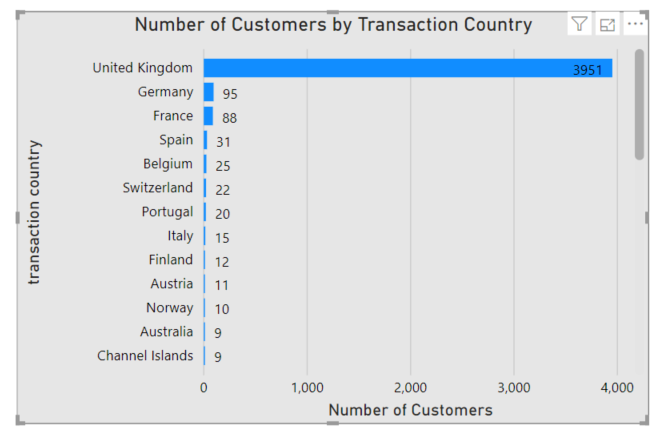 Number of Customers by Transaction Country
transaction country
United Kingdom 3951
Germany 95
France 88
Spain 31
Belgium 25
Switzerland 22
Portugal 20
Italy 15
Finland 12
Austria 11
Norway 10
Australia 9
Channel Islands 9
0 1,000 2,000 3,000 4,000
Number of Customers